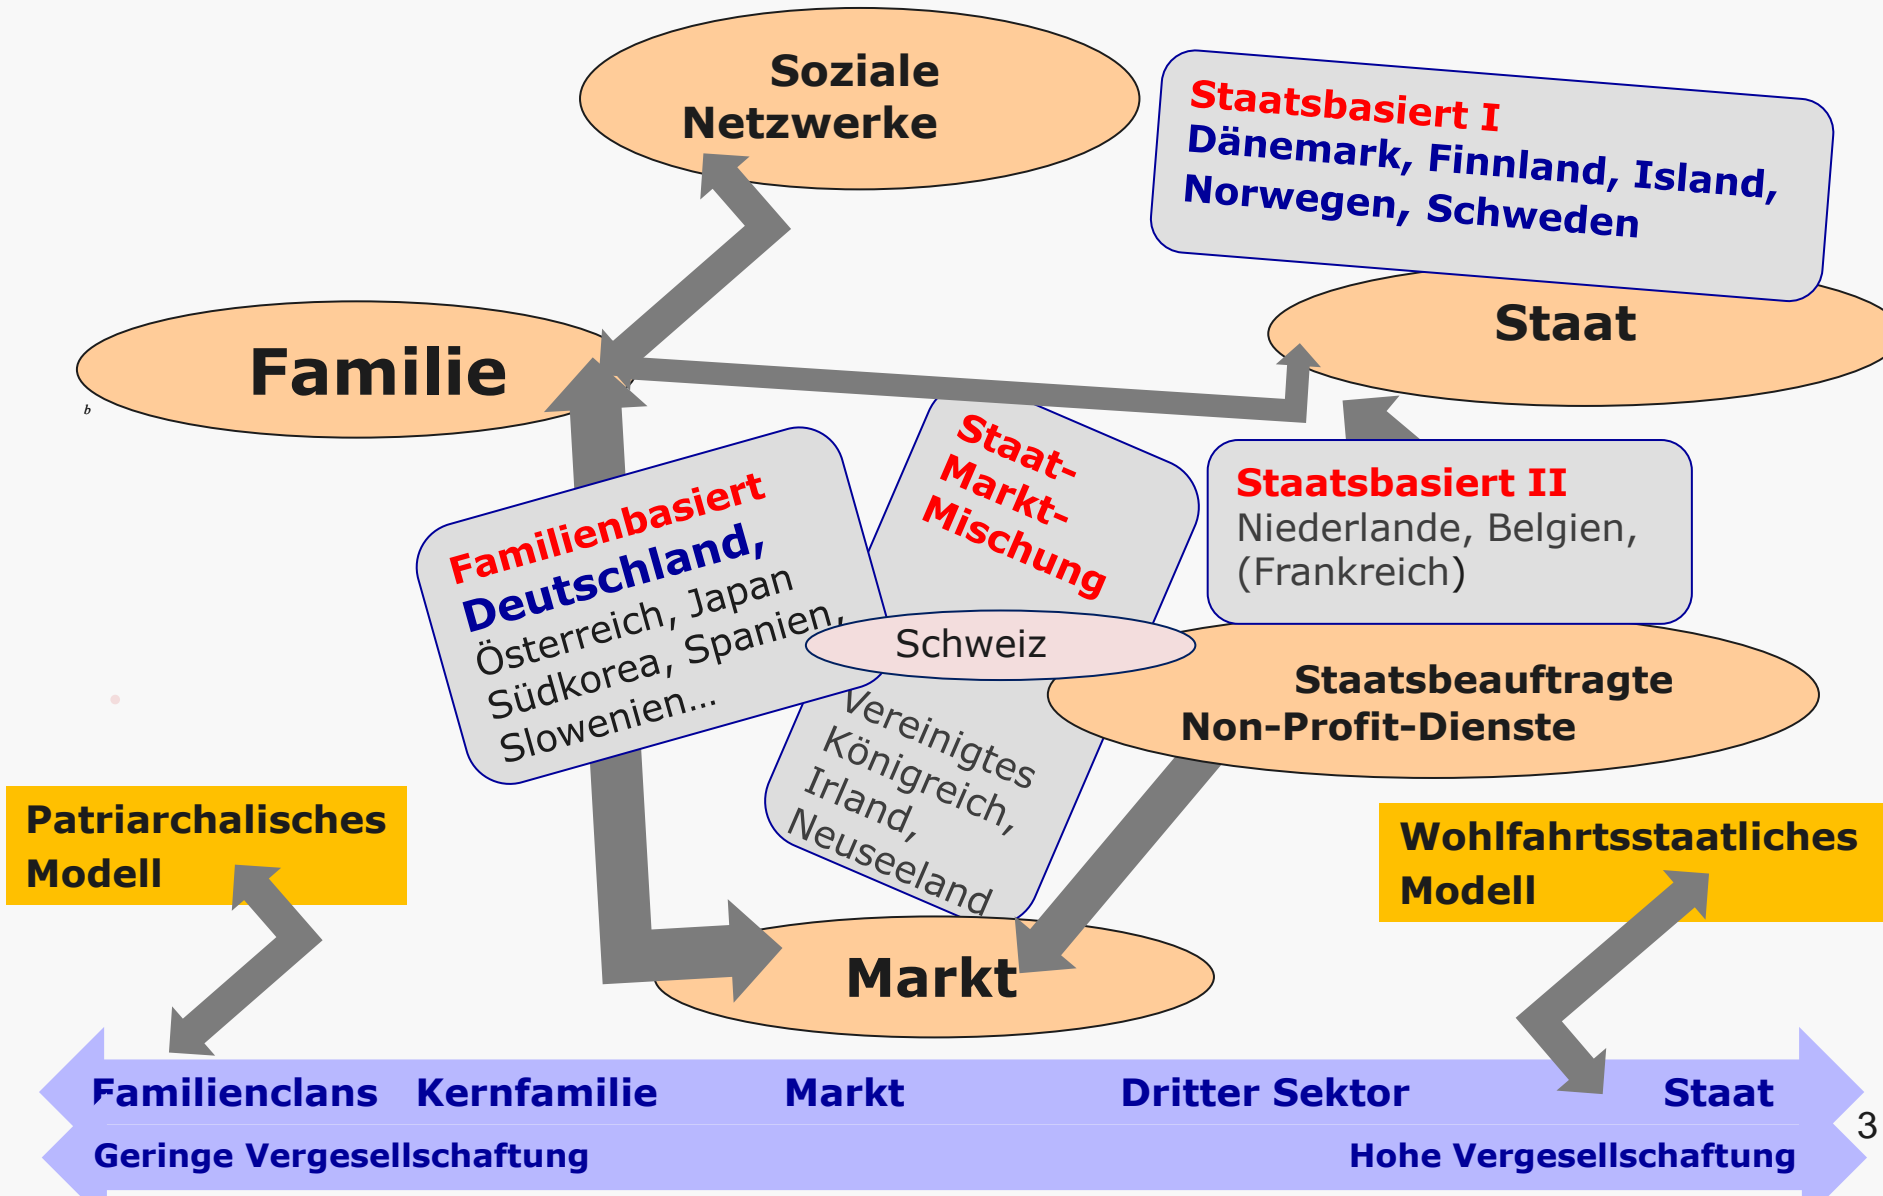 Soziale
Netzwerke
Staatsbasiert I
Dänemark, Finnland, Island,
Norwegen, Schweden
Staat
Familie
b
Staat-
Markt-
Mischung
Staatsbasiert II
Niederlande, Belgien,
(Frankreich)
Familienbasiert
Deutschland,
Österreich, Japan
Südkorea, Spanien,
Slowenien...
Schweiz
Vereinigtes
Königreich,
Irland,
Neuseeland
Staatsbeauftragte
Non-Profit-Dienste
Patriarchalisches
Modell
Wohlfahrtsstaatliches
Modell
Markt
Familienclans Kernfamilie Markt Dritter Sektor Staat
3
Geringe Vergesellschaftung Hohe Vergesellschaftung